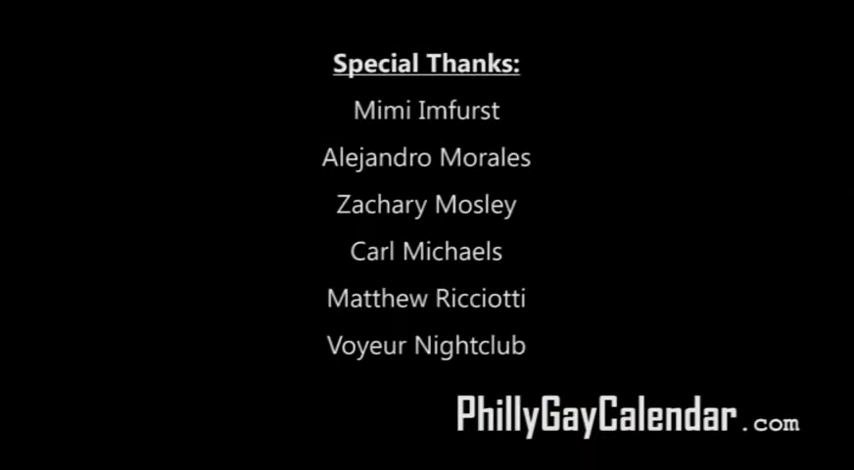 Special Thanks:
Mimi Imfurst
Alejandro Morales
Zachary Mosley
Carl Michaels
Matthew Ricciotti
Voyeur Nightclub
PhillyGayCalendar.com